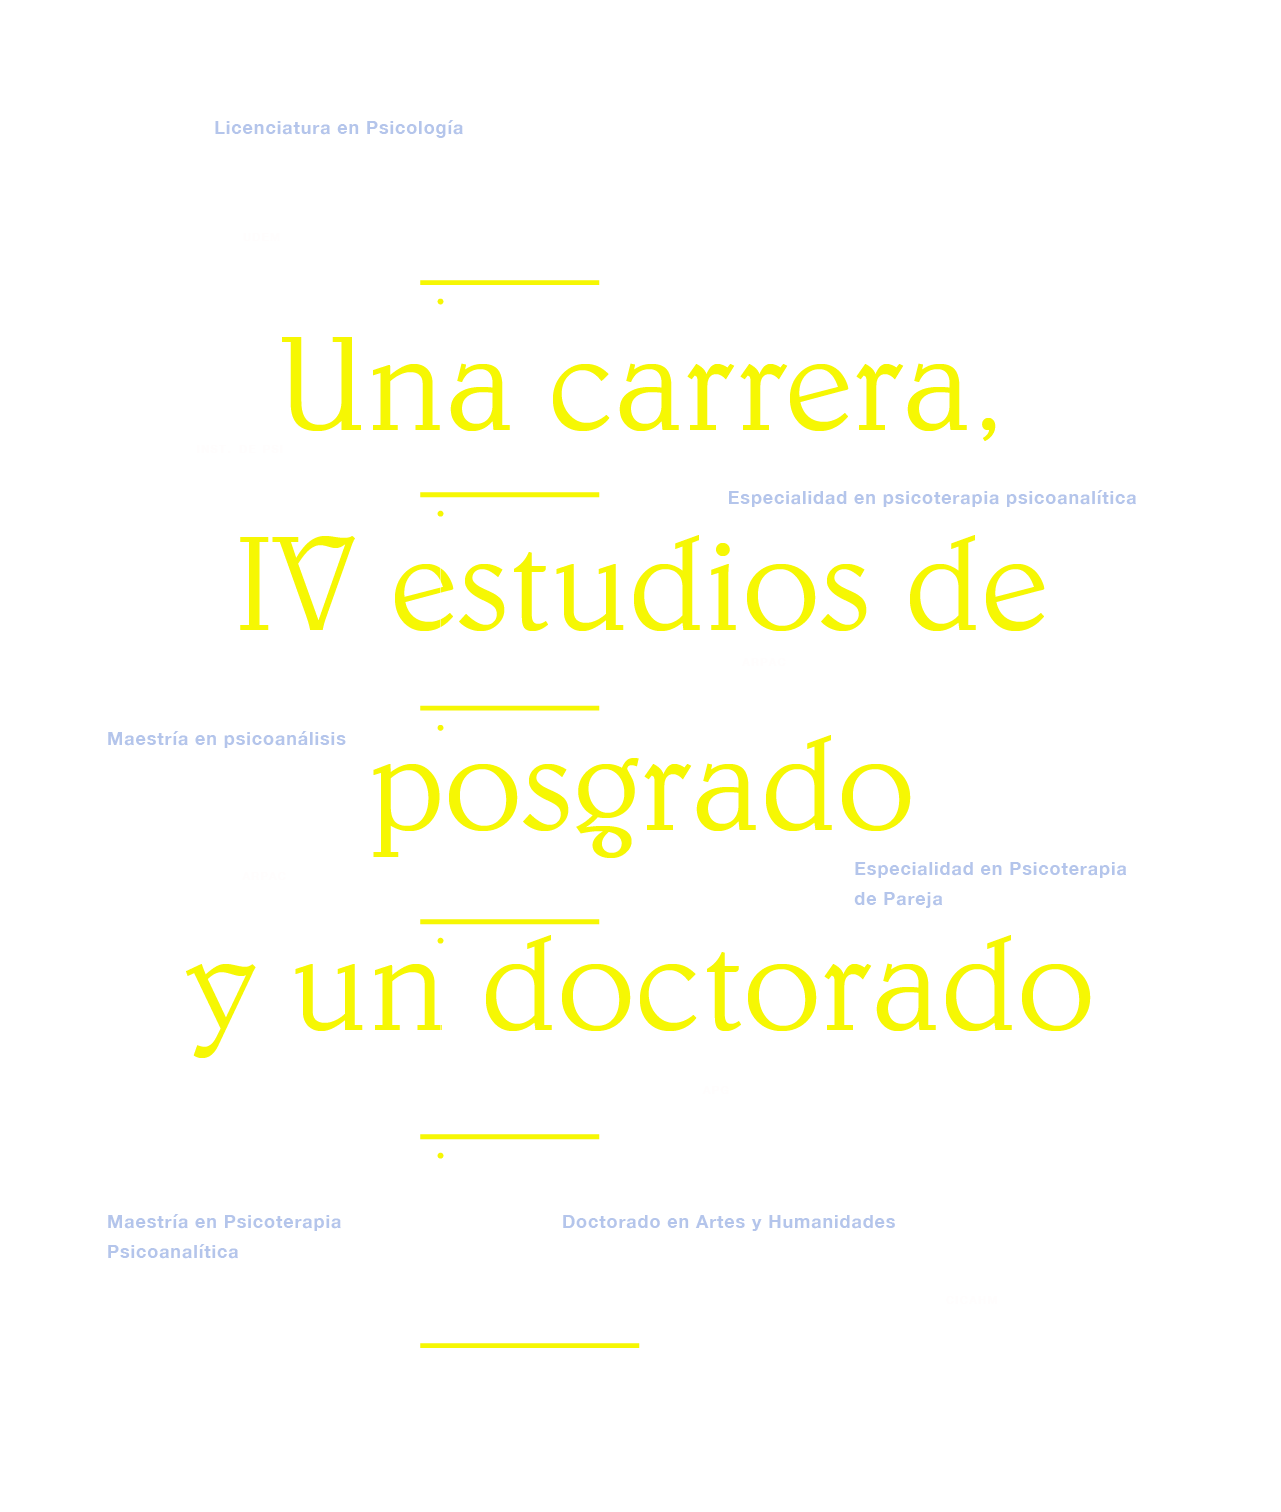 Licenciatura en Psicología
Una carrera,
Especialidad en psicoterapia psicoanalítica
IV estudios de
Maestría en psicoanálisis
posgrado
Especialidad en Psicoterapia
de Pareja
y un doctorado
Maestría en Psicoterapia
Psicoanalítica
Doctorado en Artes y Humanidades